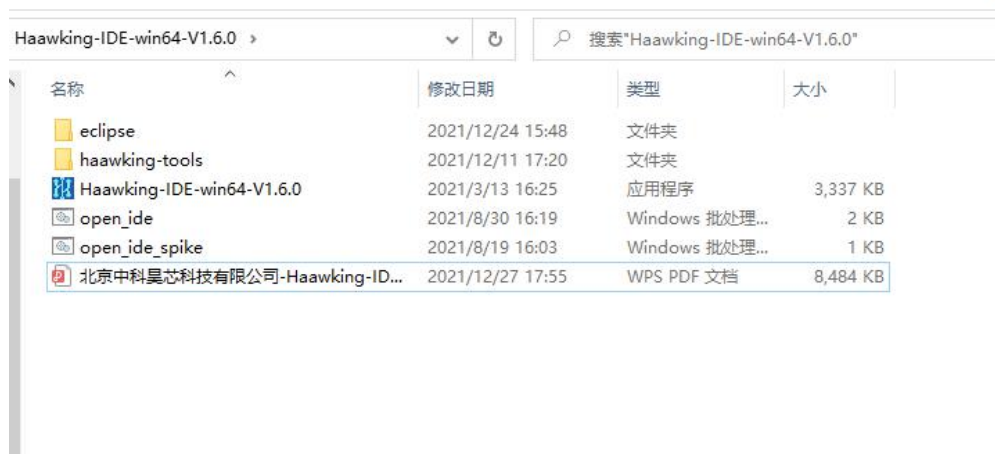 Haawking-IDE-win64-V1.6.0 搜索"Haawking-IDE-win64-V1.6.0"
名称 修改日期 类型 大小
eclipse 2021/12/24 15:48 文件夹
haawking-tools 2021/12/11 17:20 文件夹
Haawking-IDE-win64-V1.6.0 2021/3/13 16:25 应用程序 3,337 KB
open_ide 2021/8/30 16:19 Windows 批处理... 2 KB
open_ide_spike 2021/8/19 16:03 Windows 批处理... 1 KB
北京中科昊芯科技有限公司-Haawking-ID... 2021/12/27 17:55 WPS PDF 文档 8,484 KB